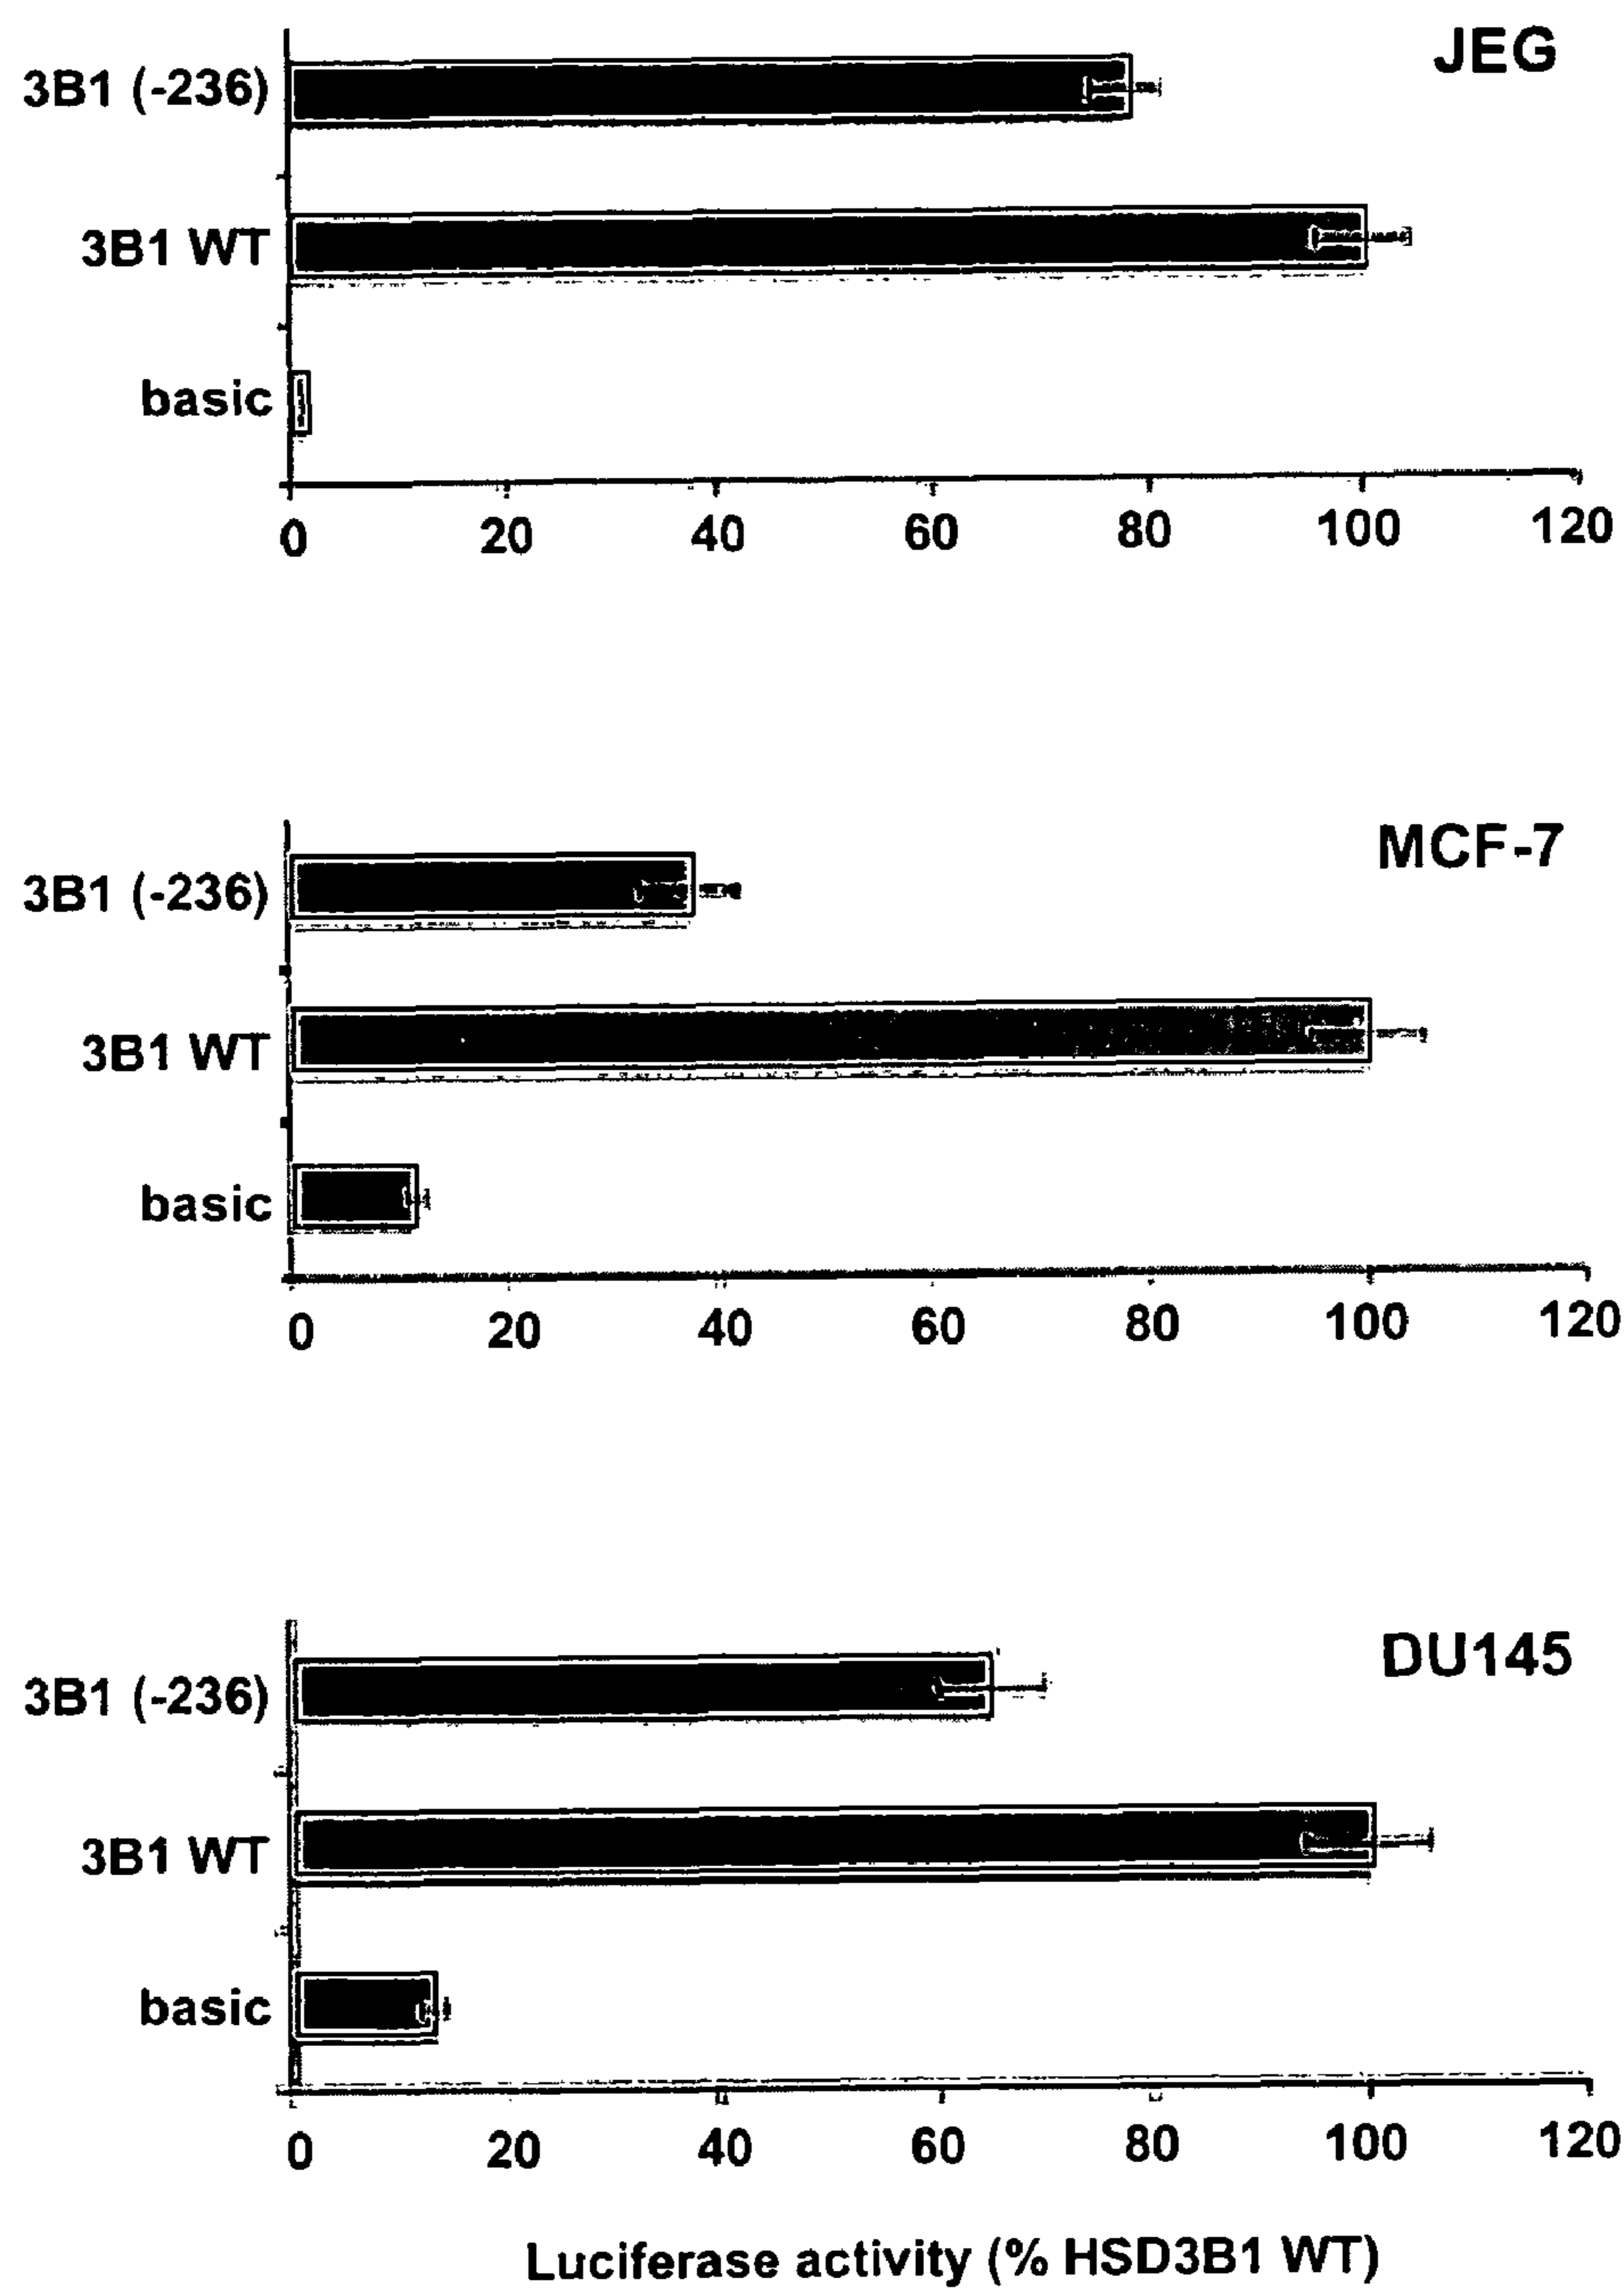 JEG
3B1 (-236)
3B1 WT
basic
0 20 40 60 80 100 120
MCF-7
3B1 (-236)
3B1 WT
basic
0 20 40 60 80 100 120
DU145
3B1 (-236)
3B1 WT
basic
0 20 40 60 80 100 120
Luciferase activity (% HSD3B1 WT)